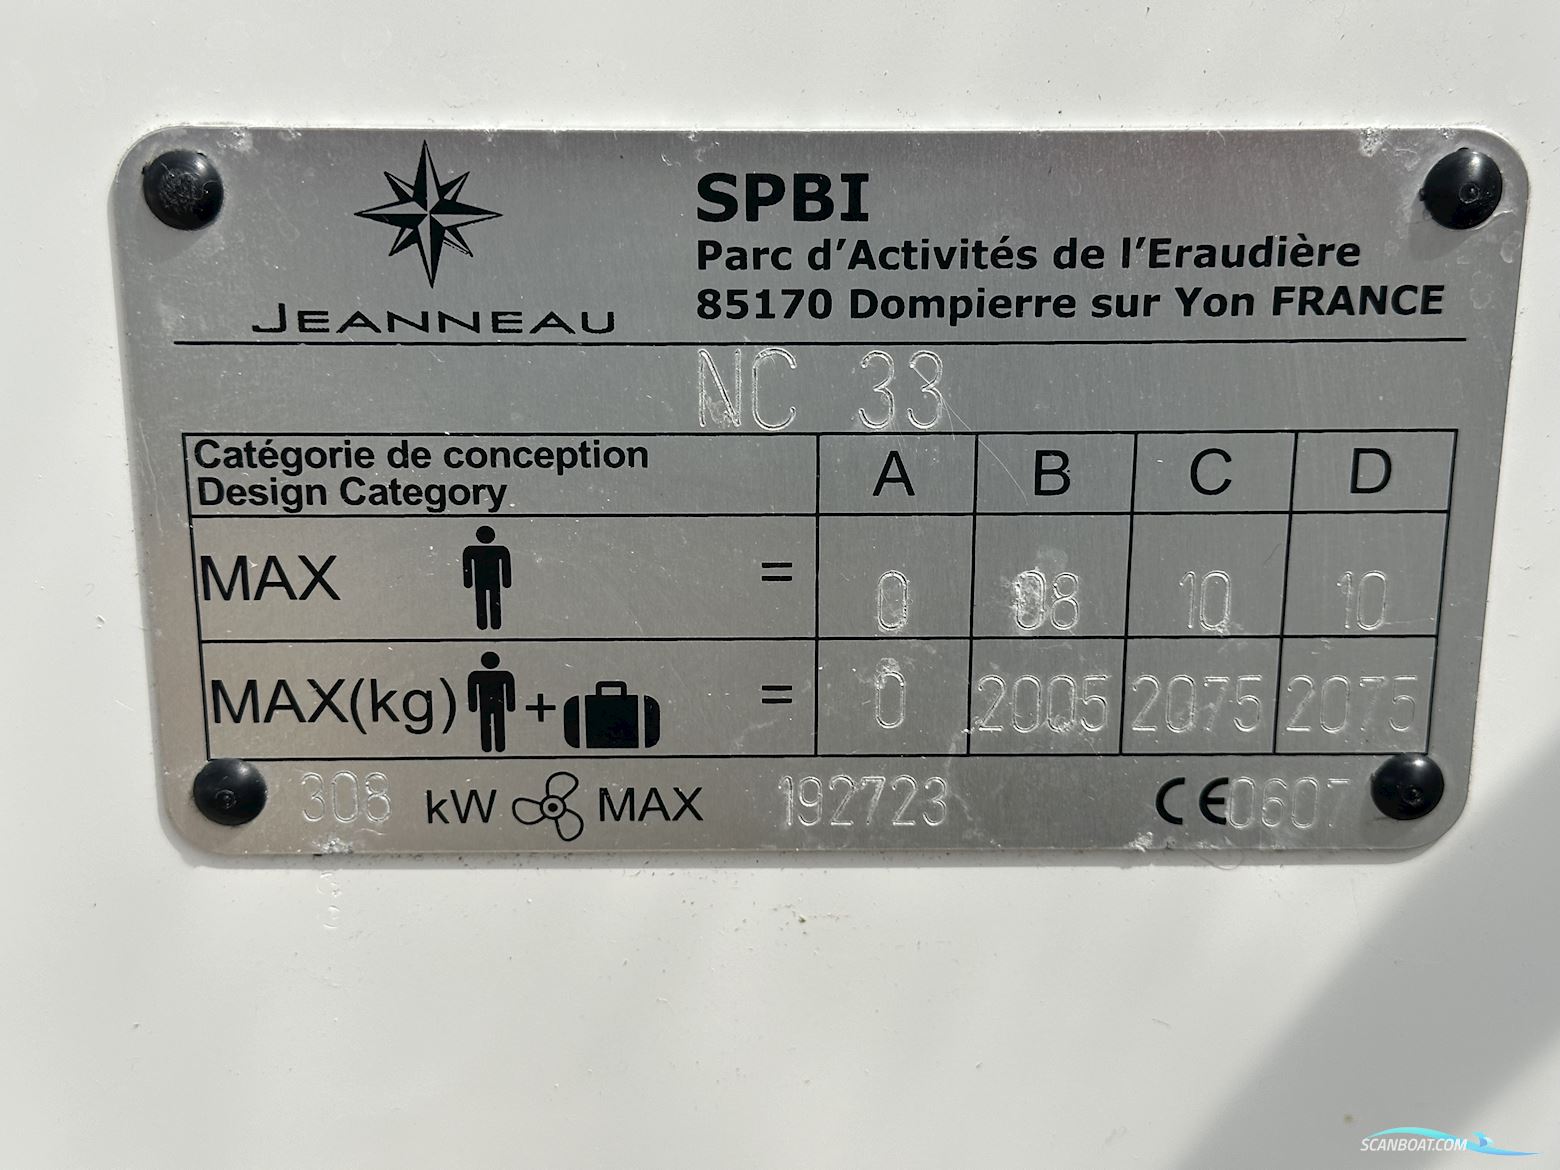 JEANNEAU
SPBI
Parc d'Activités de l'Eraudière
85170 Dompierre sur Yon FRANCE
NC 33
Catégorie de conception
Design Category
A B C D
MAX = 0 08 10 10
MAX(kg) + = 0 2005 2075 2075
308 kW MAX 192723 CE0607
SCANBOAT.COM